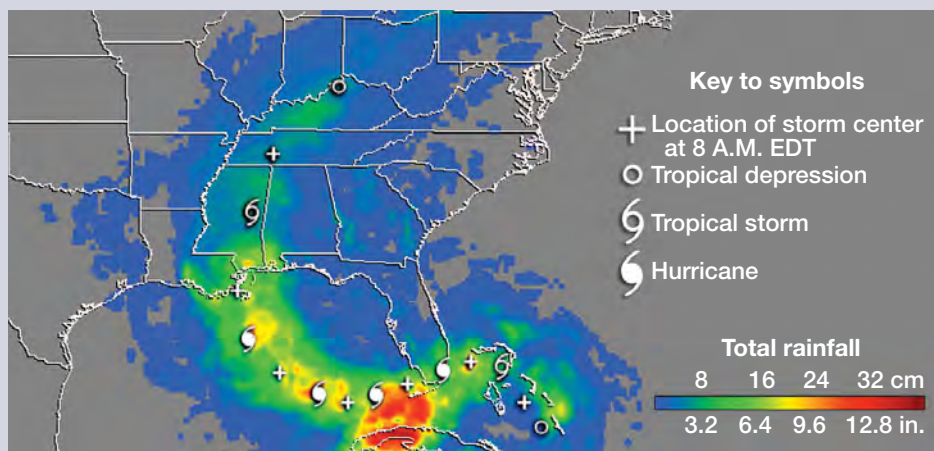 Key to symbols
Location of storm center
at 8 A.M. EDT
Tropical depression
Tropical storm
Hurricane
Total rainfall
8 16 24 32 cm
3.2 6.4 9.6 12.8 in.